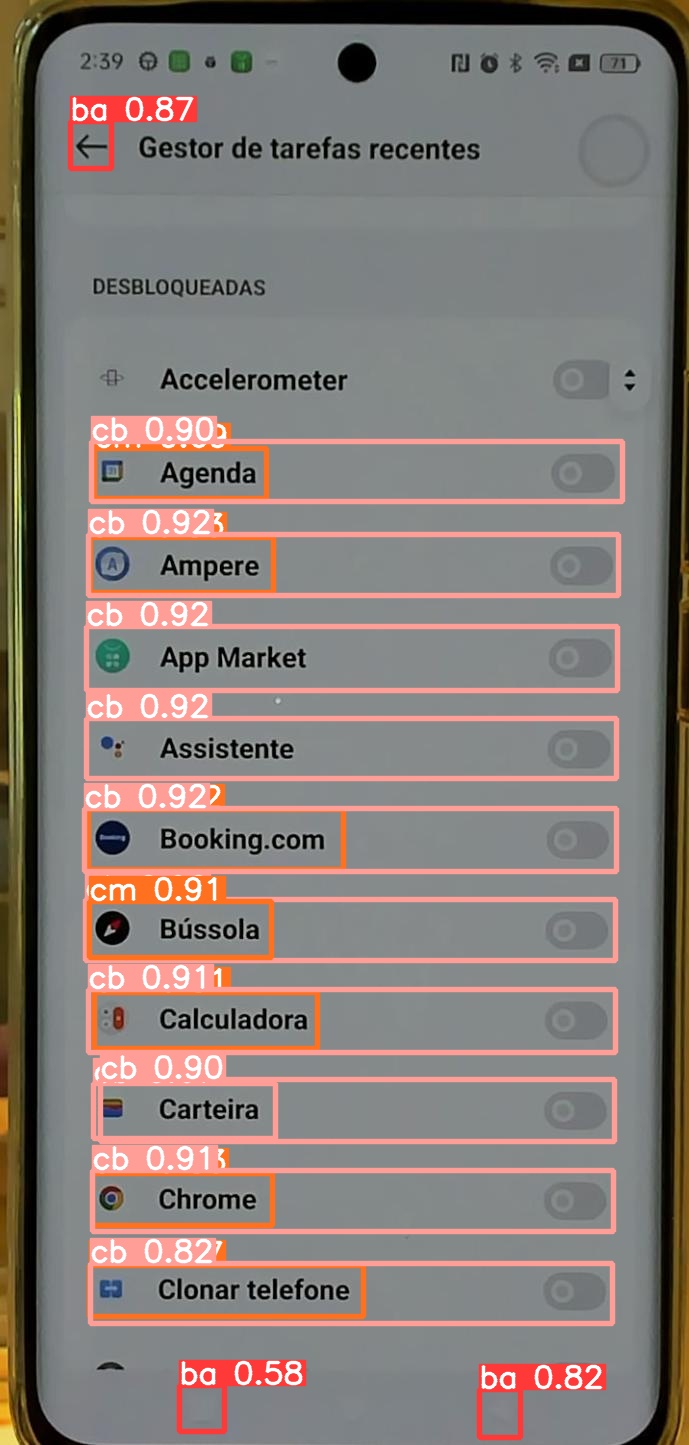 2:39 71
ba 0.87
Gestor de tarefas recentes
DESBLOQUEADAS
Accelerometer
cb 0.90
Agenda
cb 0.92
Ampere
cb 0.92
App Market
cb 0.92
Assistente
cb 0.92
Booking.com
cm 0.91
Bússola
cb 0.91
Calculadora
cb 0.90
Carteira
cb 0.91
Chrome
cb 0.82
Clonar telefone
ba 0.58
ba 0.82